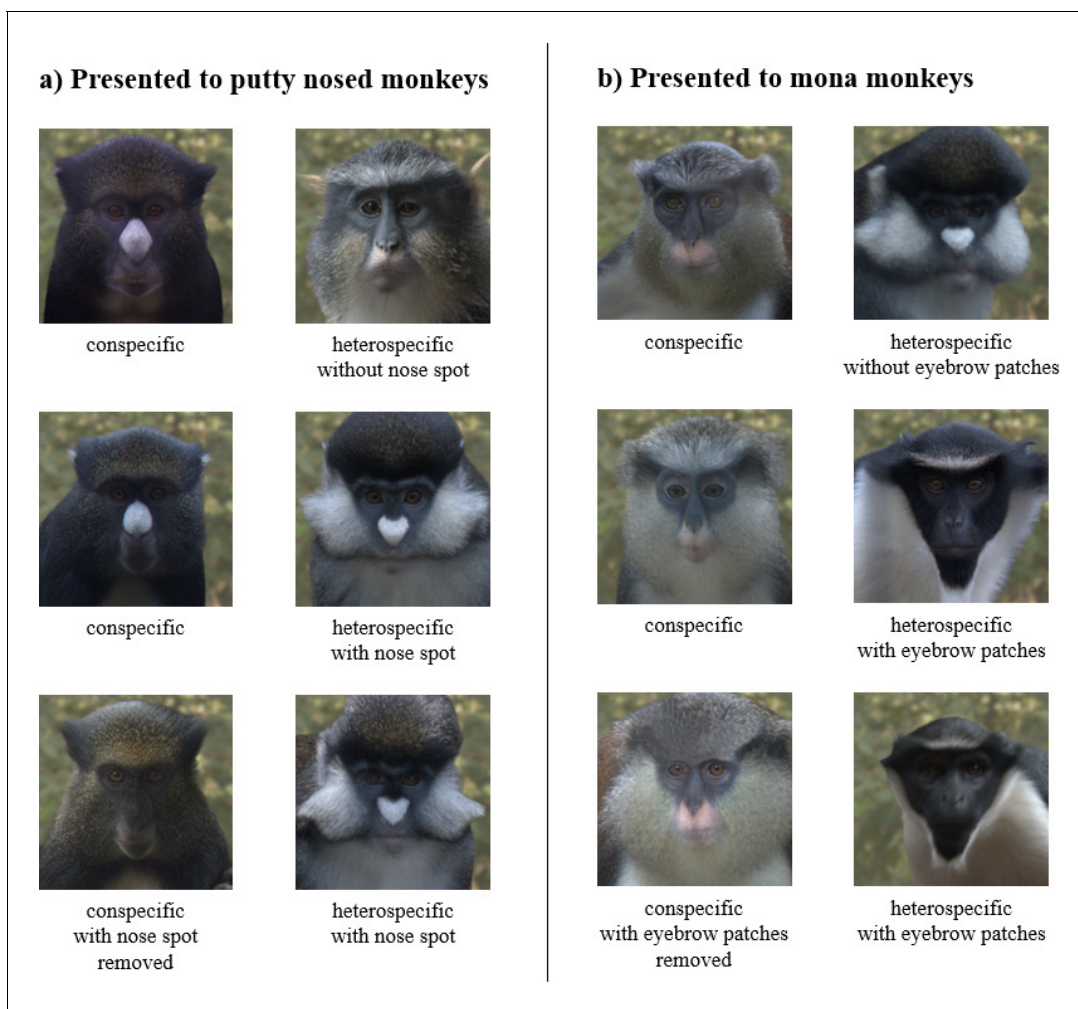 a) Presented to putty nosed monkeys
conspecific
heterospecific
without nose spot
conspecific
heterospecific
with nose spot
conspecific
with nose spot
removed
heterospecific
with nose spot
b) Presented to mona monkeys
conspecific
heterospecific
without eyebrow patches
conspecific
heterospecific
with eyebrow patches
conspecific
with eyebrow patches
removed
heterospecific
with eyebrow patches